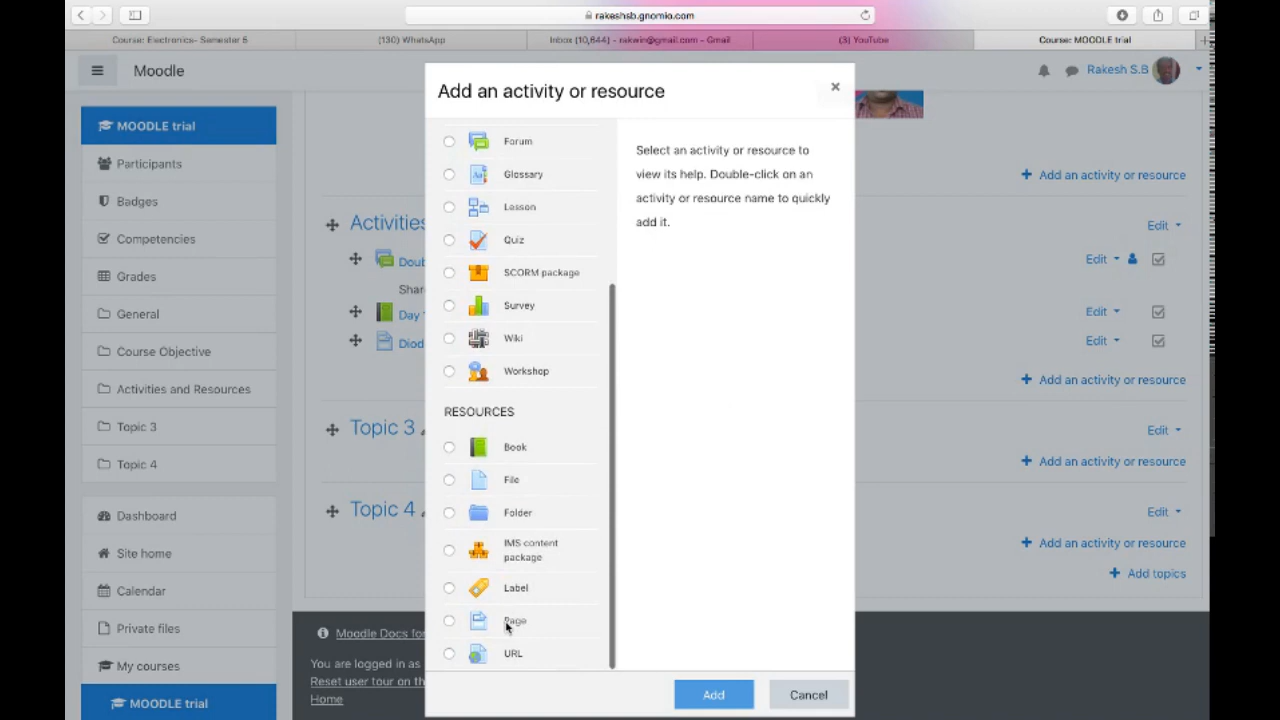 rakeshsb.gnomio.com
Course: Electronics- Semester 6
(130) WhatsApp
Inbox (10,644) - rakwin@gmail.com - Gmail
(3) YouTube
Course: MOODLE trial
Moodle
Rakesh S.B
MOODLE trial
Participants
Badges
Competencies
Grades
General
Course Objective
Activities and Resources
Topic 3
Topic 4
Dashboard
Site home
Calendar
Private files
My courses
MOODLE trial
Add an activity or resource
Activities
Edit
Doub
Edit
Shar
Day
Edit
Diod
Edit
Add an activity or resource
Topic 3
Edit
Add an activity or resource
Topic 4
Edit
Add an activity or resource
Add topics
Moodle Docs for
You are logged in as
Reset user tour on th
Home
Add an activity or resource
×
Forum
Glossary
Lesson
Quiz
SCORM package
Survey
Wiki
Workshop
RESOURCES
Book
File
Folder
IMS content
package
Label
Page
URL
Select an activity or resource to
view its help. Double-click on an
activity or resource name to quickly
add it.
Add
Cancel